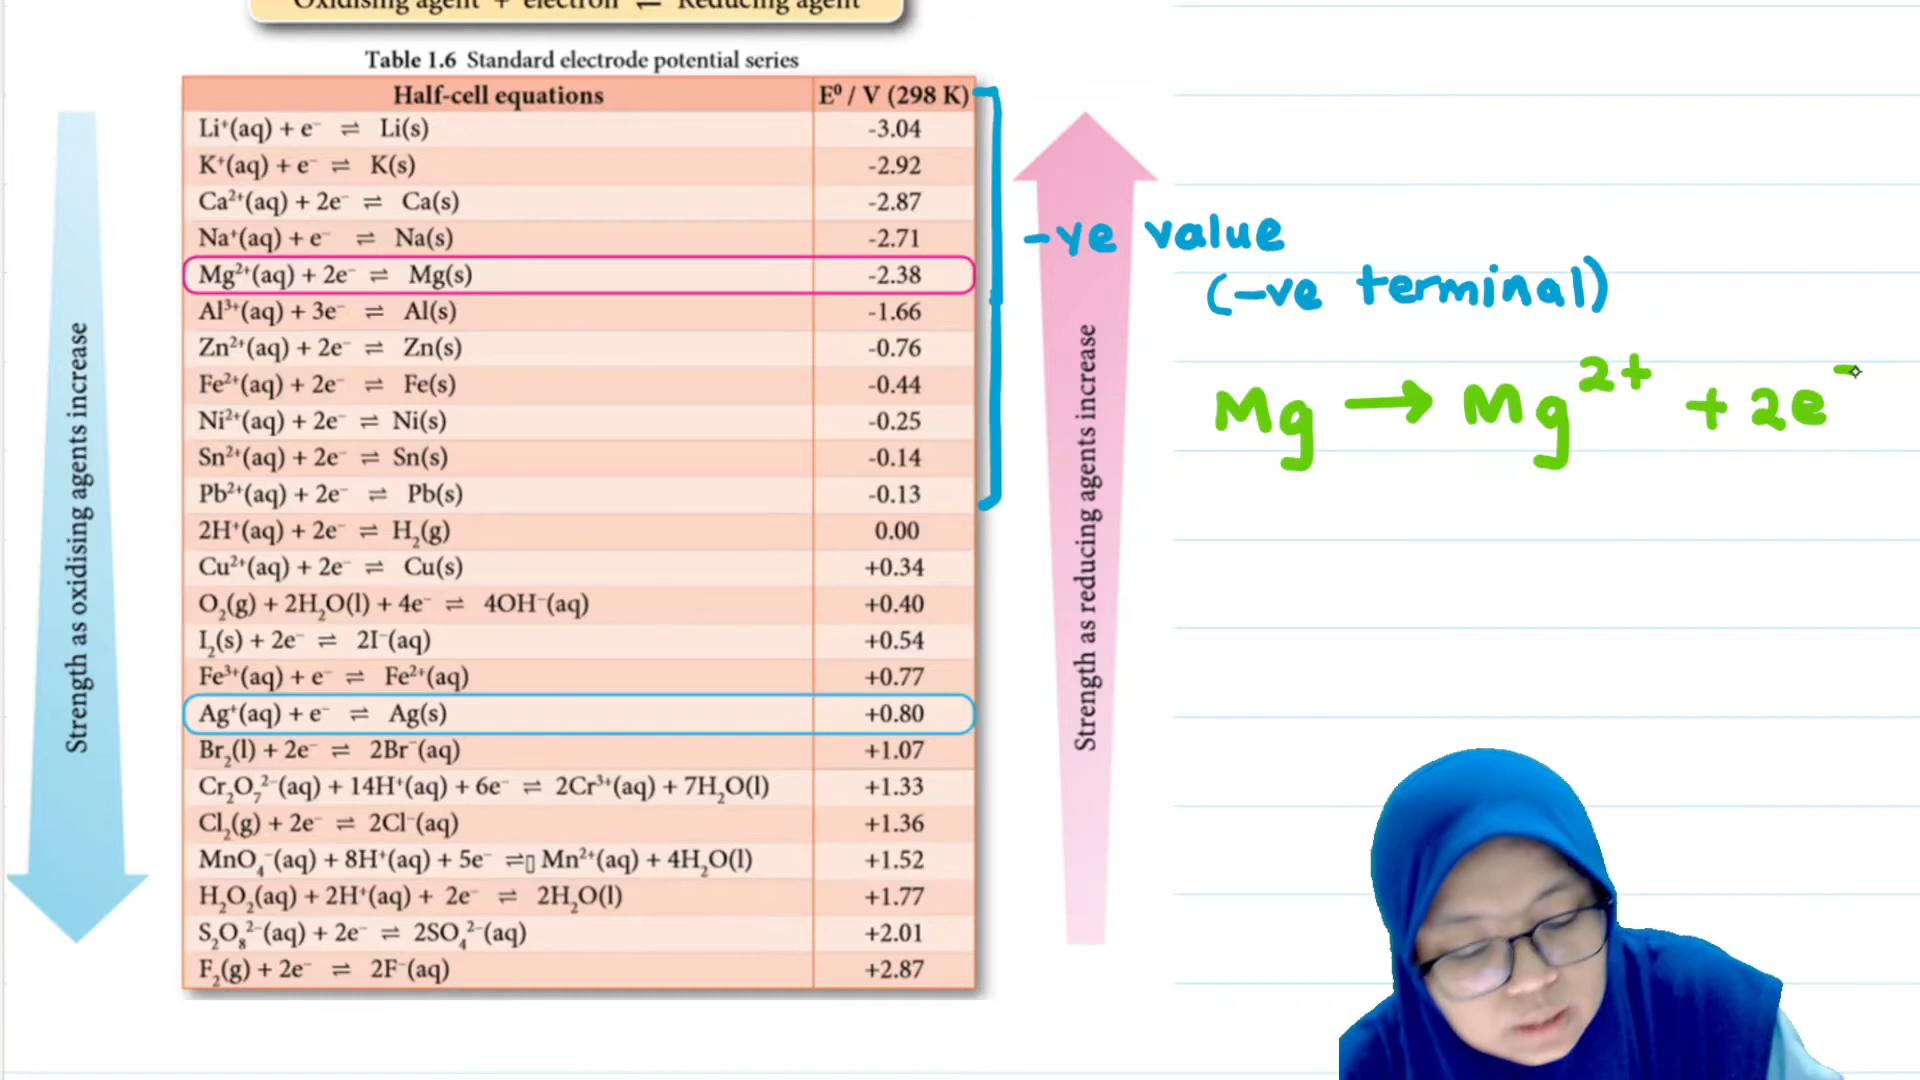 Oxidising agent + electron ⇌ Reducing agent
Table 1.6 Standard electrode potential series
Half-cell equations E⁰ / V (298 K)
Li⁺(aq) + e⁻ ⇌ Li(s) -3.04
K⁺(aq) + e⁻ ⇌ K(s) -2.92
Ca²⁺(aq) + 2e⁻ ⇌ Ca(s) -2.87
Na⁺(aq) + e⁻ ⇌ Na(s) -2.71
Mg²⁺(aq) + 2e⁻ ⇌ Mg(s) -2.38
Al³⁺(aq) + 3e⁻ ⇌ Al(s) -1.66
Zn²⁺(aq) + 2e⁻ ⇌ Zn(s) -0.76
Fe²⁺(aq) + 2e⁻ ⇌ Fe(s) -0.44
Ni²⁺(aq) + 2e⁻ ⇌ Ni(s) -0.25
Sn²⁺(aq) + 2e⁻ ⇌ Sn(s) -0.14
Pb²⁺(aq) + 2e⁻ ⇌ Pb(s) -0.13
2H⁺(aq) + 2e⁻ ⇌ H₂(g) 0.00
Cu²⁺(aq) + 2e⁻ ⇌ Cu(s) +0.34
O₂(g) + 2H₂O(l) + 4e⁻ ⇌ 4OH⁻(aq) +0.40
I₂(s) + 2e⁻ ⇌ 2I⁻(aq) +0.54
Fe³⁺(aq) + e⁻ ⇌ Fe²⁺(aq) +0.77
Ag⁺(aq) + e⁻ ⇌ Ag(s) +0.80
Br₂(l) + 2e⁻ ⇌ 2Br⁻(aq) +1.07
Cr₂O₇²⁻(aq) + 14H⁺(aq) + 6e⁻ ⇌ 2Cr³⁺(aq) + 7H₂O(l) +1.33
Cl₂(g) + 2e⁻ ⇌ 2Cl⁻(aq) +1.36
MnO₄⁻(aq) + 8H⁺(aq) + 5e⁻ ⇌▯ Mn²⁺(aq) + 4H₂O(l) +1.52
H₂O₂(aq) + 2H⁺(aq) + 2e⁻ ⇌ 2H₂O(l) +1.77
S₂O₈²⁻(aq) + 2e⁻ ⇌ 2SO₄²⁻(aq) +2.01
F₂(g) + 2e⁻ ⇌ 2F⁻(aq) +2.87
Strength as oxidising agents increase
Strength as reducing agents increase
-ve value
(-ve terminal)
Mg → Mg²⁺ + 2e⁻